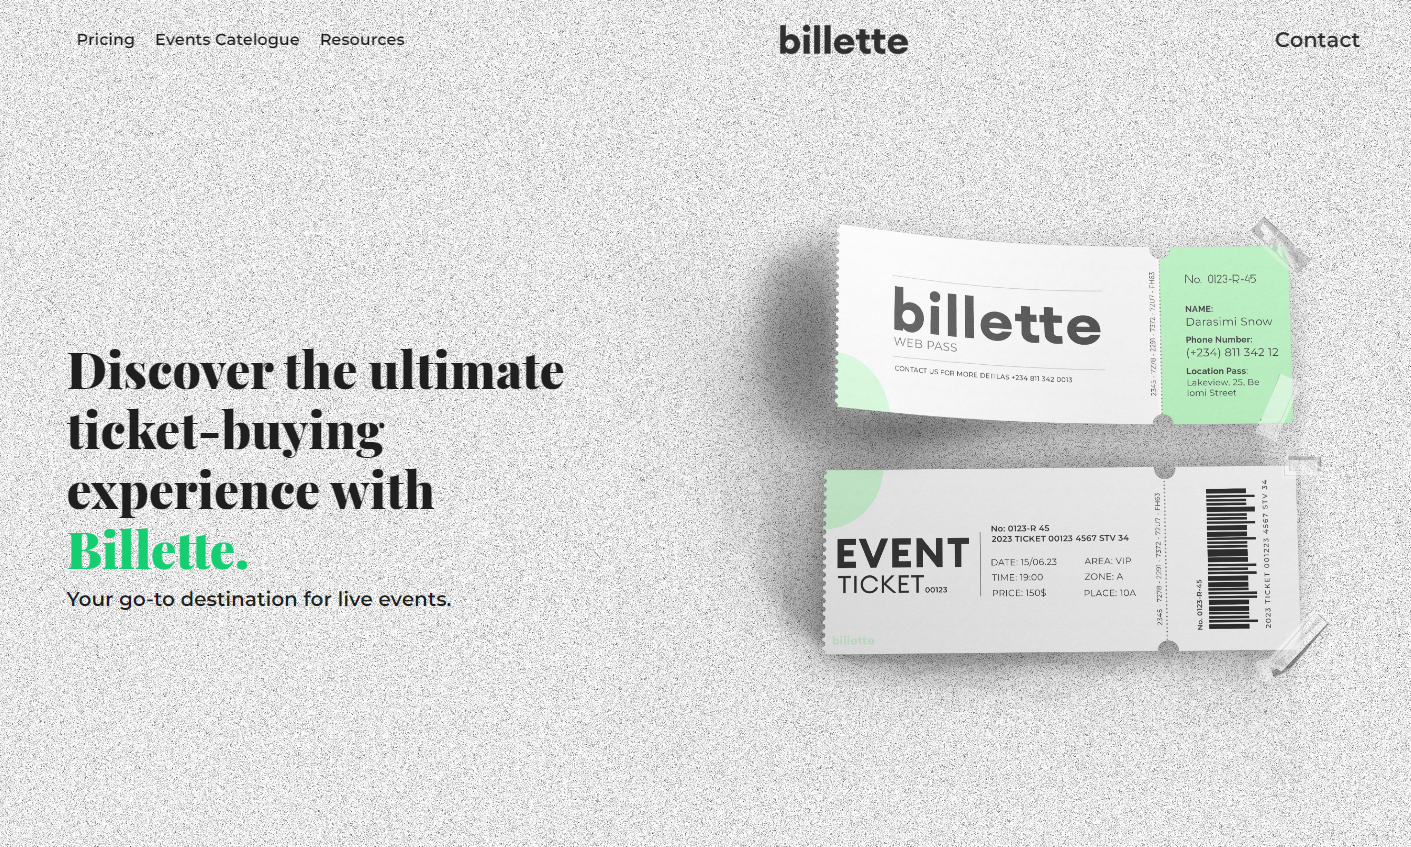 Pricing Events Catelogue Resources
billette
Contact
Discover the ultimate
ticket-buying
experience with
Billette.
Your go-to destination for live events.
billette
WEB PASS
CONTACT US FOR MORE DETILAS +234 811 342 0013
2345 · 7278 · 2291 · 7372 · 7207 · FH63
No. 0123-R-45
NAME:
Darasimi Snow
Phone Number:
(+234) 811 342 12
Location Pass:
Lakeview, 25, Be
lomi Street
EVENT
TICKET 00123
billette
No: 0123-R 45
2023 TICKET 00123 4567 STV 34
DATE: 15/06.23
AREA: VIP
TIME: 19:00
ZONE: A
PRICE: 150$
PLACE: 10A
2345 · 7278 · 2291 · 7372 · 7207 · FH63
No. 0123-R-45
2023 TICKET 001223 4567 STV 34